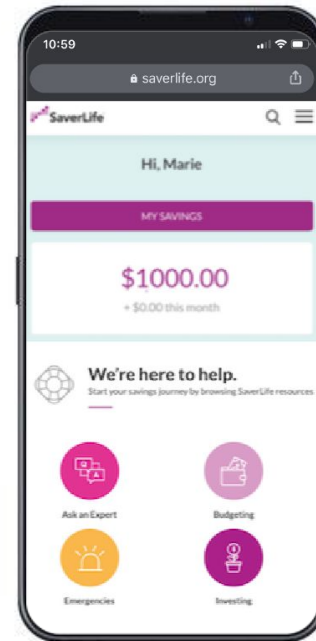 10:59
saverlife.org
SaverLife
Hi, Marie
MY SAVINGS
$1000.00
+ $0.00 this month
We're here to help.
Start your savings journey by browsing SaverLife resources
Q
A
Ask an Expert
Budgeting
Emergencies
Investing